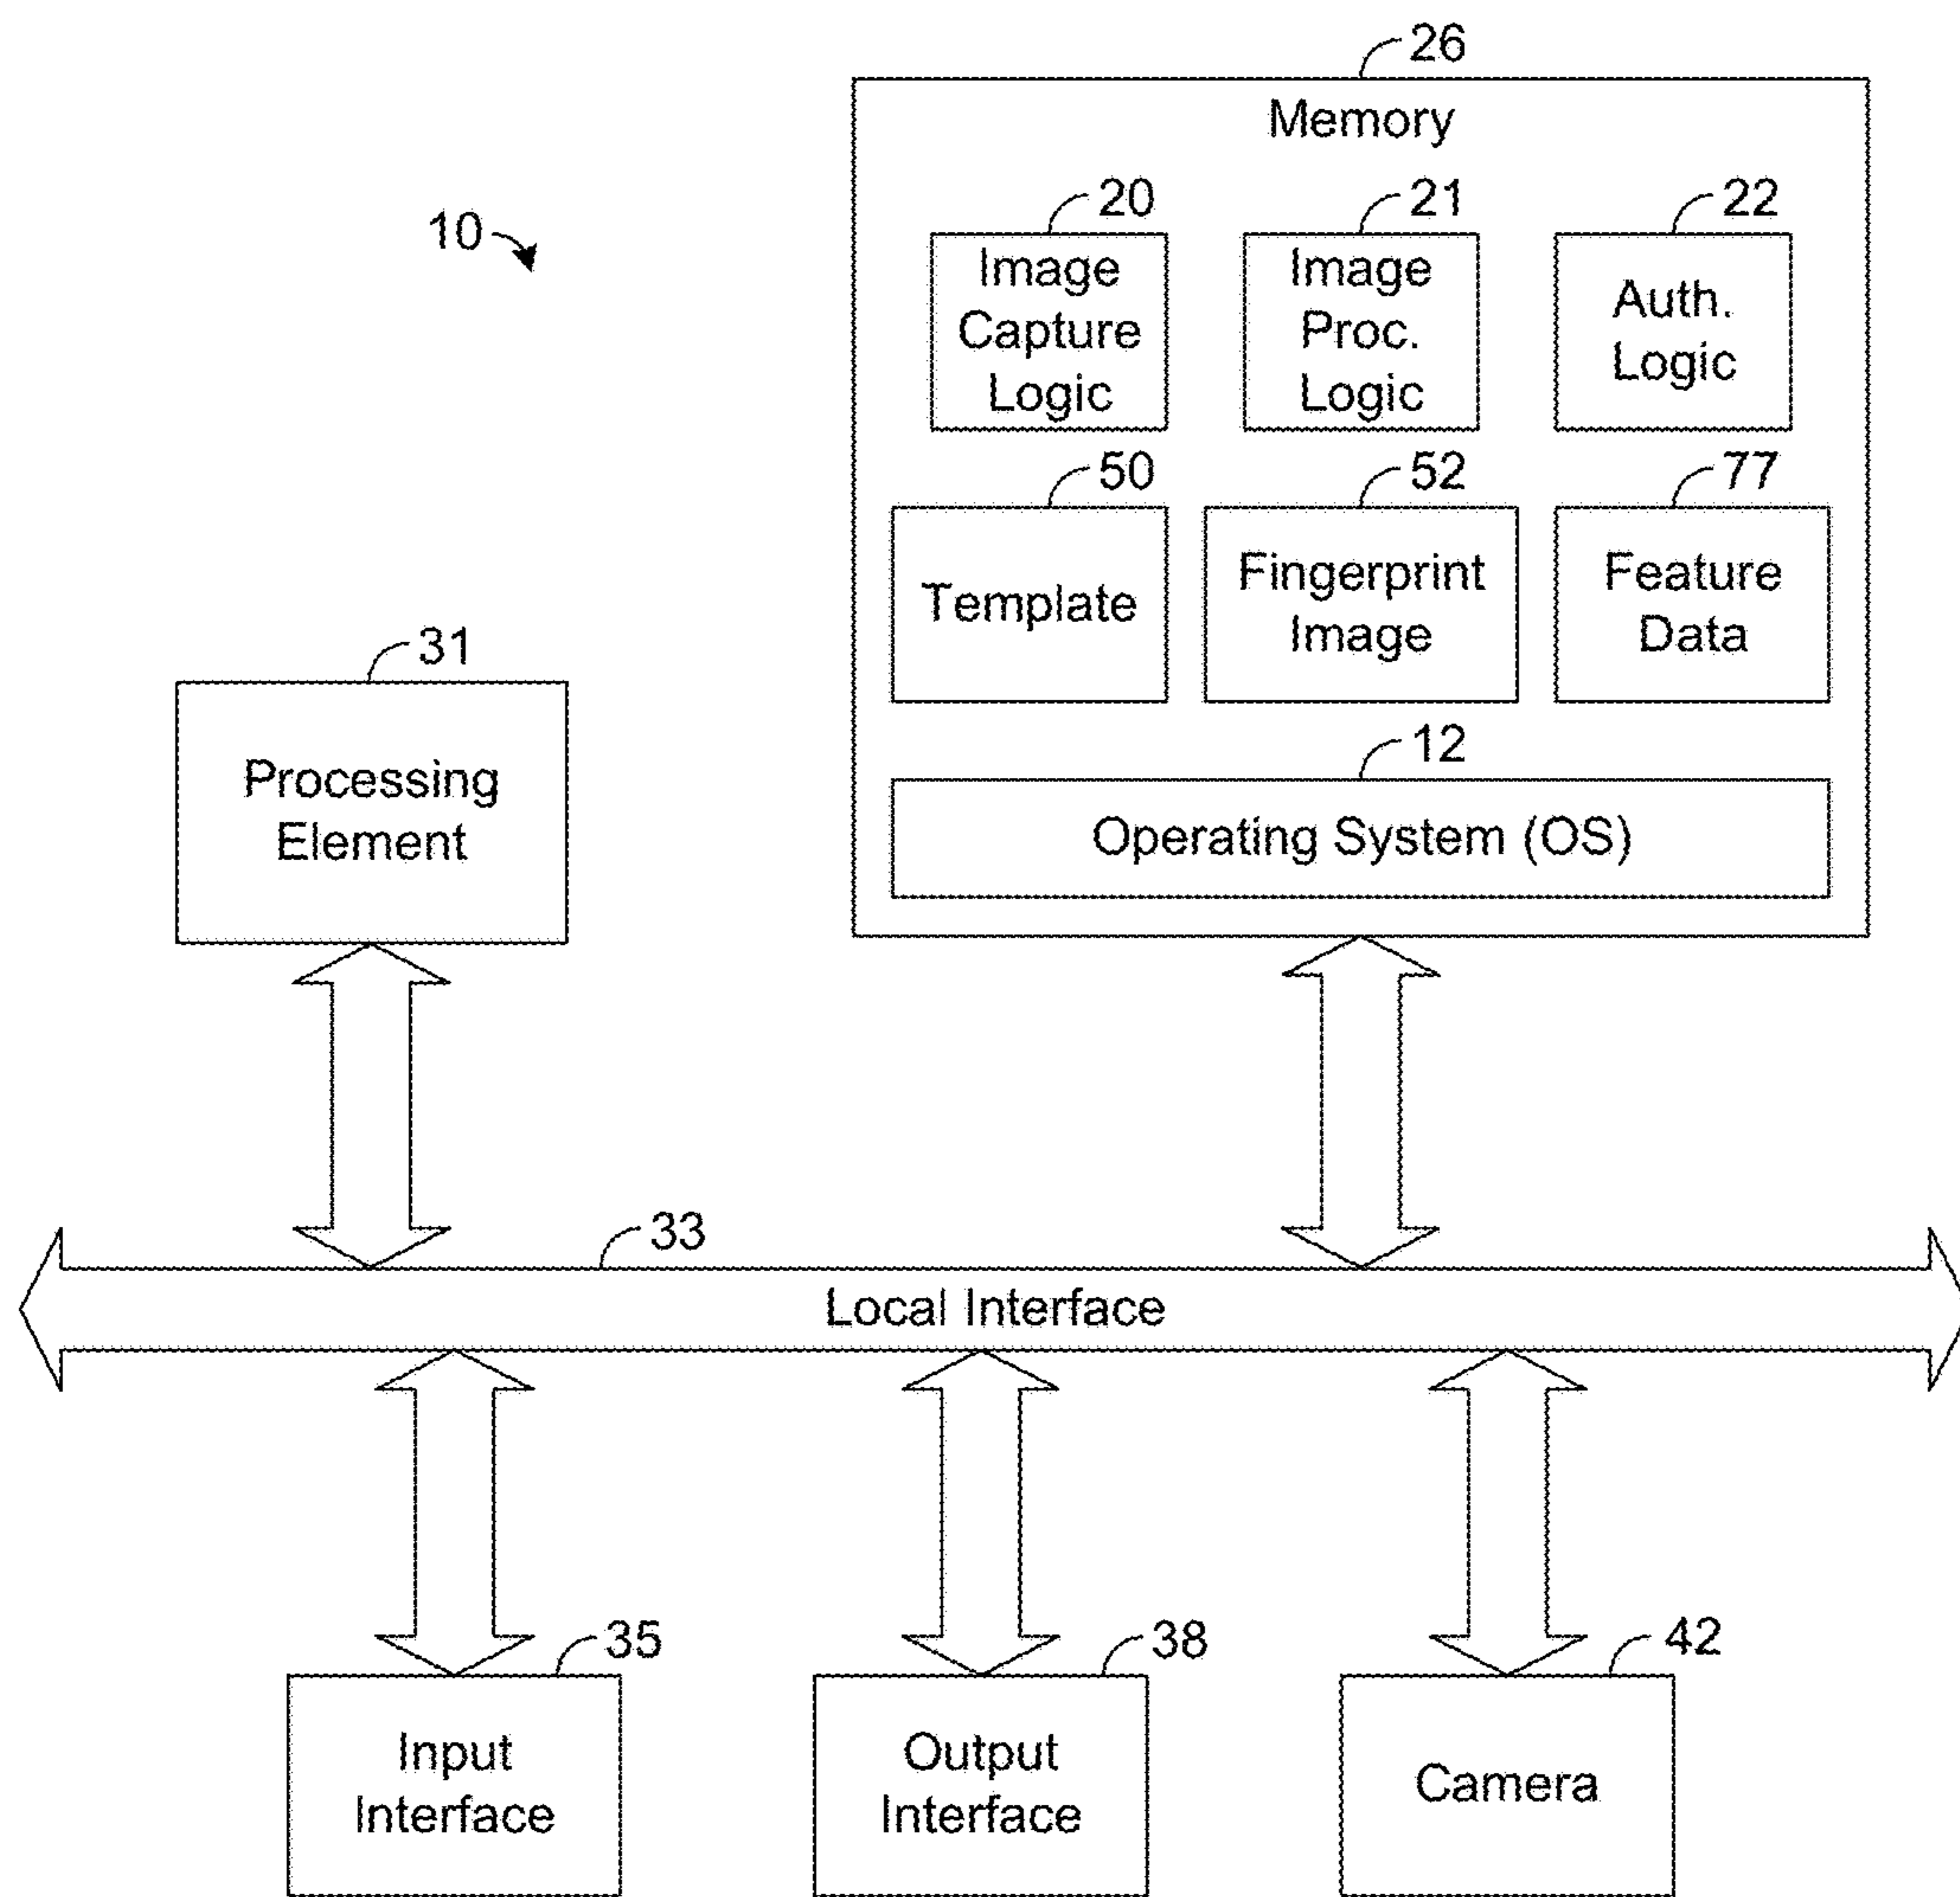 26
Memory
10
20
21
22
Image
Capture
Logic
Image
Proc.
Logic
Auth.
Logic
50
52
77
Template
Fingerprint
Image
Feature
Data
31
Processing
Element
12
Operating System (OS)
33
Local Interface
35
38
42
Input
Interface
Output
Interface
Camera